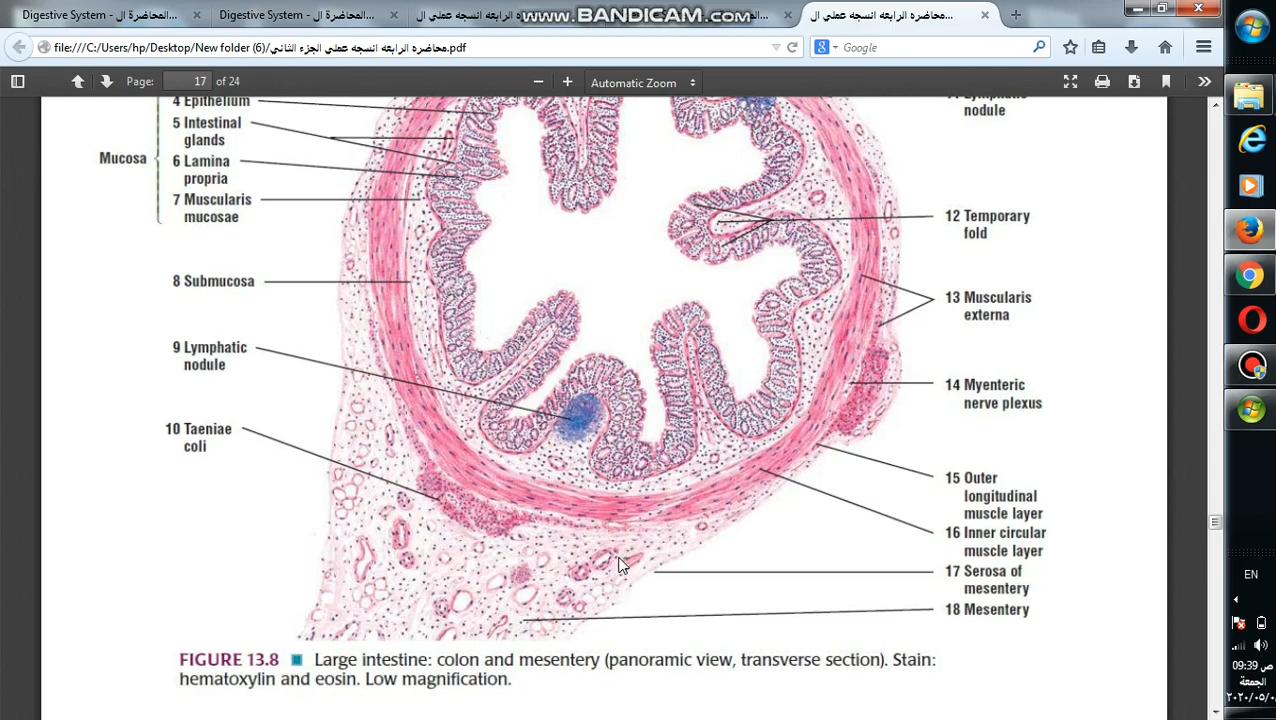 Digestive System - المحاضرة ال...
Digestive System - المحاضرة ال...
محاضره الرابعه انسجه عملي ال
www.BANDICAM.com
محاضره الرابعه انسجه عملي ال...
file:///C:/Users/hp/Desktop/New folder (6)/محاضره الرابعه انسجه عملي الجزء الثاني.pdf
Google
Page: 17 of 24
Automatic Zoom
4 Epithelium
5 Intestinal
glands
Mucosa
6 Lamina
propria
7 Muscularis
mucosae
8 Submucosa
9 Lymphatic
nodule
10 Taeniae
coli
nodule
12 Temporary
fold
13 Muscularis
externa
14 Myenteric
nerve plexus
15 Outer
longitudinal
muscle layer
16 Inner circular
muscle layer
17 Serosa of
mesentery
18 Mesentery
FIGURE 13.8 Large intestine: colon and mesentery (panoramic view, transverse section). Stain:
hematoxylin and eosin. Low magnification.
EN
09:39 ص
الجمعة